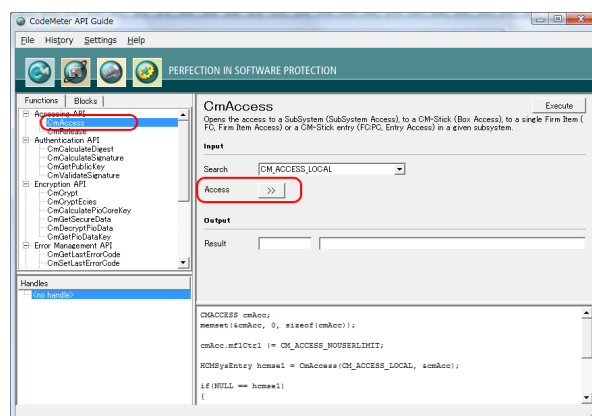 CodeMeter API Guide
File History Settings Help
PERFECTION IN SOFTWARE PROTECTION
Functions Blocks
Accessing API
CmAccess
CmRelease
Authentication API
CmCalculateDigest
CmCalculateSignature
CmGetPublicKey
CmValidateSignature
Encryption API
CmCrypt
CmCryptEcies
CmCalculatePioCoreKey
CmGetSecureData
CmDecryptPioData
CmGetPioDataKey
Error Management API
CmGetLastErrorCode
CmSetLastErrorCode
Handles
<no handle>
CmAccess
Execute
Opens the access to a SubSystem (SubSystem Access), to a CM-Stick (Box Access), to a single Firm Item (
FC, Firm Item Access) or a CM-Stick entry (FC:PC, Entry Access) in a given subsystem.
Input
Search CM_ACCESS_LOCAL
Access >>
Output
Result
CMACCESS cmAcc;
memset(&cmAcc, 0, sizeof(cmAcc));
cmAcc.mflCtrl |= CM_ACCESS_NOUSERLIMIT;
HCMSysEntry hcmse1 = CmAccess(CM_ACCESS_LOCAL, &cmAcc);
if(NULL == hcmse1)
{